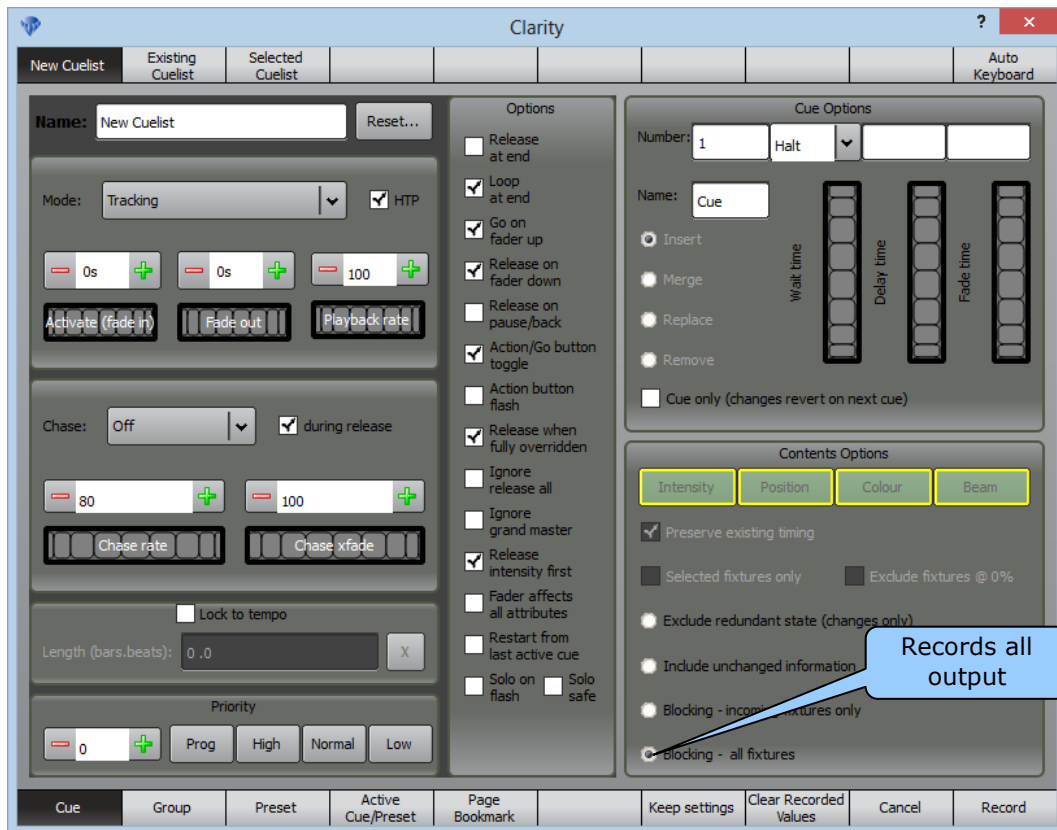 Clarity
?
×
New Cuelist
Existing
Cuelist
Selected
Cuelist
Auto
Keyboard
Name:
New Cuelist
Reset...
Mode:
Tracking
HTP
0s
0s
100
Activate (fade in)
Fade out
Playback rate
Chase:
Off
during release
80
100
Chase rate
Chase xfade
Lock to tempo
Length (bars.beats):
0 .0
X
Priority
0
Prog
High
Normal
Low
Options
Release
at end
Loop
at end
Go on
fader up
Release on
fader down
Release on
pause/back
Action/Go button
toggle
Action button
flash
Release when
fully overridden
Ignore
release all
Ignore
grand master
Release
intensity first
Fader affects
all attributes
Restart from
last active cue
Solo on
flash
Solo
safe
Cue Options
Number:
1
Halt
Name:
Cue
Insert
Merge
Replace
Remove
Wait time
Delay time
Fade time
Cue only (changes revert on next cue)
Contents Options
Intensity
Position
Colour
Beam
Preserve existing timing
Selected fixtures only
Exclude fixtures @ 0%
Exclude redundant state (changes only)
Include unchanged information
Blocking - incoming fixtures only
Blocking - all fixtures
Records all
output
Cue
Group
Preset
Active
Cue/Preset
Page
Bookmark
Keep settings
Clear Recorded
Values
Cancel
Record